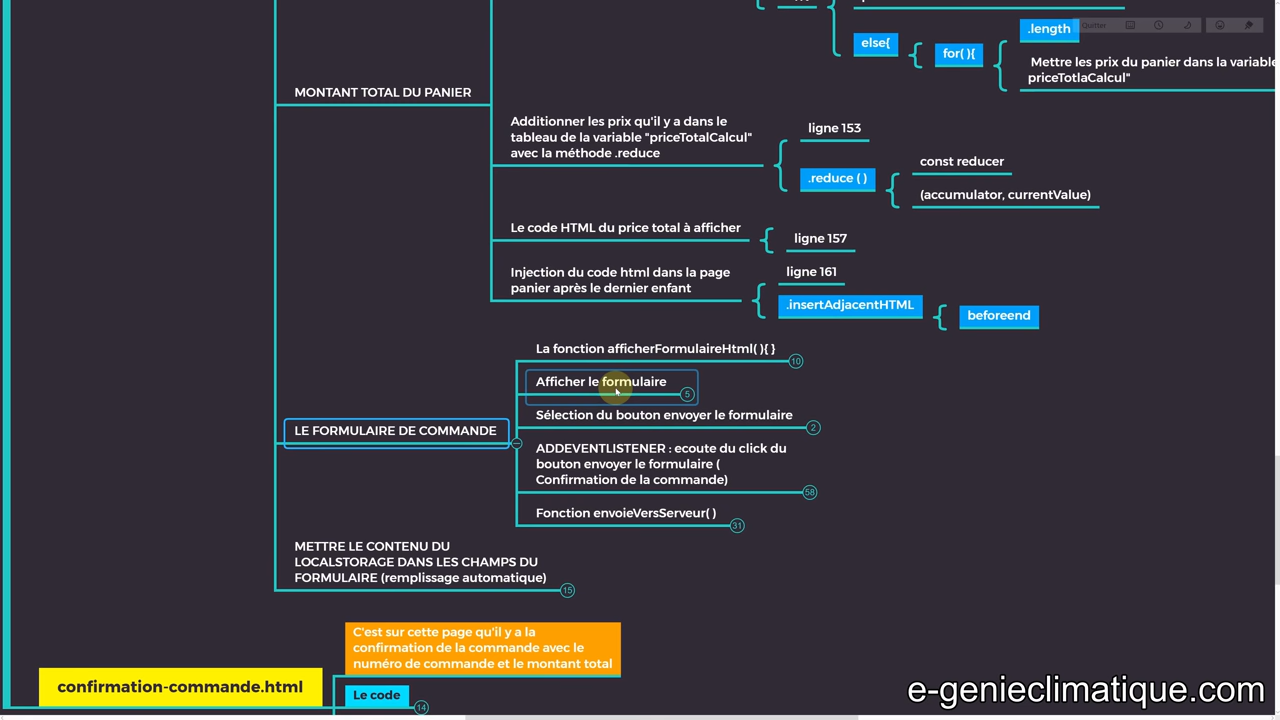 Quitter
.length
else{
for( ){
Mettre les prix du panier dans la variable
priceTotlaCalcul"
MONTANT TOTAL DU PANIER
Additionner les prix qu'il y a dans le
tableau de la variable "priceTotalCalcul"
avec la méthode .reduce
ligne 153
.reduce ( )
const reducer
(accumulator, currentValue)
Le code HTML du price total à afficher
ligne 157
Injection du code html dans la page
panier après le dernier enfant
ligne 161
.insertAdjacentHTML
beforeend
LE FORMULAIRE DE COMMANDE
La fonction afficherFormulaireHtml( ){ }
10
Afficher le formulaire
5
Sélection du bouton envoyer le formulaire
2
ADDEVENTLISTENER : ecoute du click du
bouton envoyer le formulaire (
Confirmation de la commande)
58
Fonction envoieVersServeur( )
31
METTRE LE CONTENU DU
LOCALSTORAGE DANS LES CHAMPS DU
FORMULAIRE (remplissage automatique)
15
C'est sur cette page qu'il y a la
confirmation de la commande avec le
numéro de commande et le montant total
confirmation-commande.html
Le code
14
e-genieclimatique.com